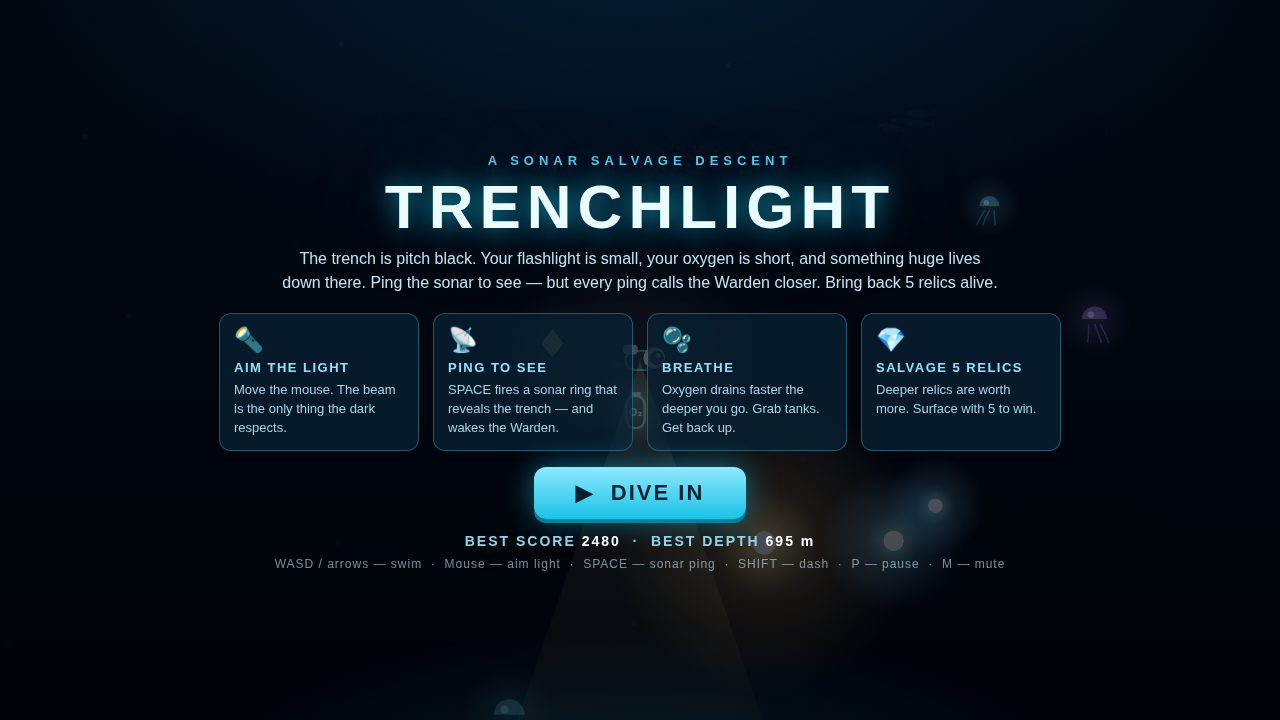 A SONAR SALVAGE DESCENT
TRENCHLIGHT
The trench is pitch black. Your flashlight is small, your oxygen is short, and something huge lives
down there. Ping the sonar to see — but every ping calls the Warden closer. Bring back 5 relics alive.
AIM THE LIGHT
Move the mouse. The beam
is the only thing the dark
respects.
PING TO SEE
SPACE fires a sonar ring that
reveals the trench — and
wakes the Warden.
O₂
BREATHE
Oxygen drains faster the
deeper you go. Grab tanks.
Get back up.
SALVAGE 5 RELICS
Deeper relics are worth
more. Surface with 5 to win.
▶ DIVE IN
BEST SCORE 2480 · BEST DEPTH 695 m
WASD / arrows — swim · Mouse — aim light · SPACE — sonar ping · SHIFT — dash · P — pause · M — mute